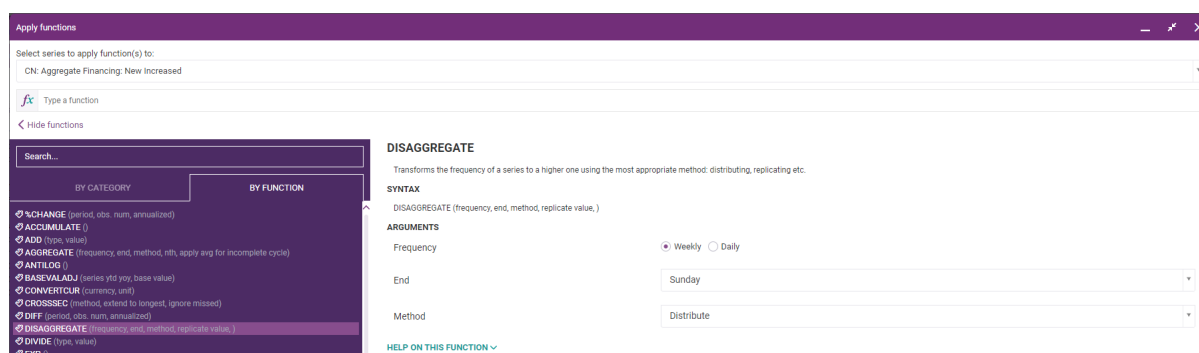 Apply functions
Select series to apply function(s) to:
CN: Aggregate Financing: New Increased
fx Type a function
Hide functions
Search...
BY CATEGORY
BY FUNCTION
%CHANGE (period, obs. num, annualized)
ACCUMULATE ()
ADD (type, value)
AGGREGATE (frequency, end, method, nth, apply avg for incomplete cycle)
ANTILOG ()
BASEVALADJ (series ytd yoy, base value)
CONVERTCUR (currency, unit)
CROSSSEC (method, extend to longest, ignore missed)
DIFF (period, obs. num, annualized)
DISAGGREGATE (frequency, end, method, replicate value, )
DIVIDE (type, value)
DISAGGREGATE
Transforms the frequency of a series to a higher one using the most appropriate method: distributing, replicating etc.
SYNTAX
DISAGGREGATE (frequency, end, method, replicate value, )
ARGUMENTS
Frequency Weekly Daily
End Sunday
Method Distribute
HELP ON THIS FUNCTION